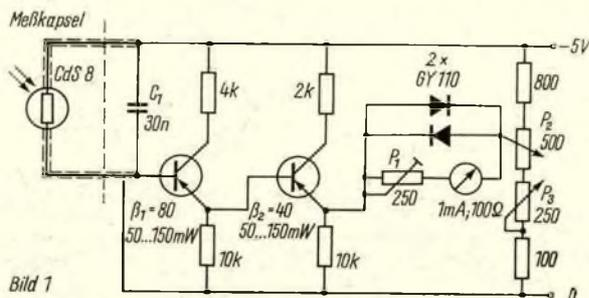 Meßkapsel
CdS 8
C1
30n
4k
2k
2×
GY 110
-5V
800
P2
500
P1
250
1mA; 100Ω
P3
250
100
β1 = 80
50...150mW
β2 = 40
50...150mW
10k
10k
Bild 1
0